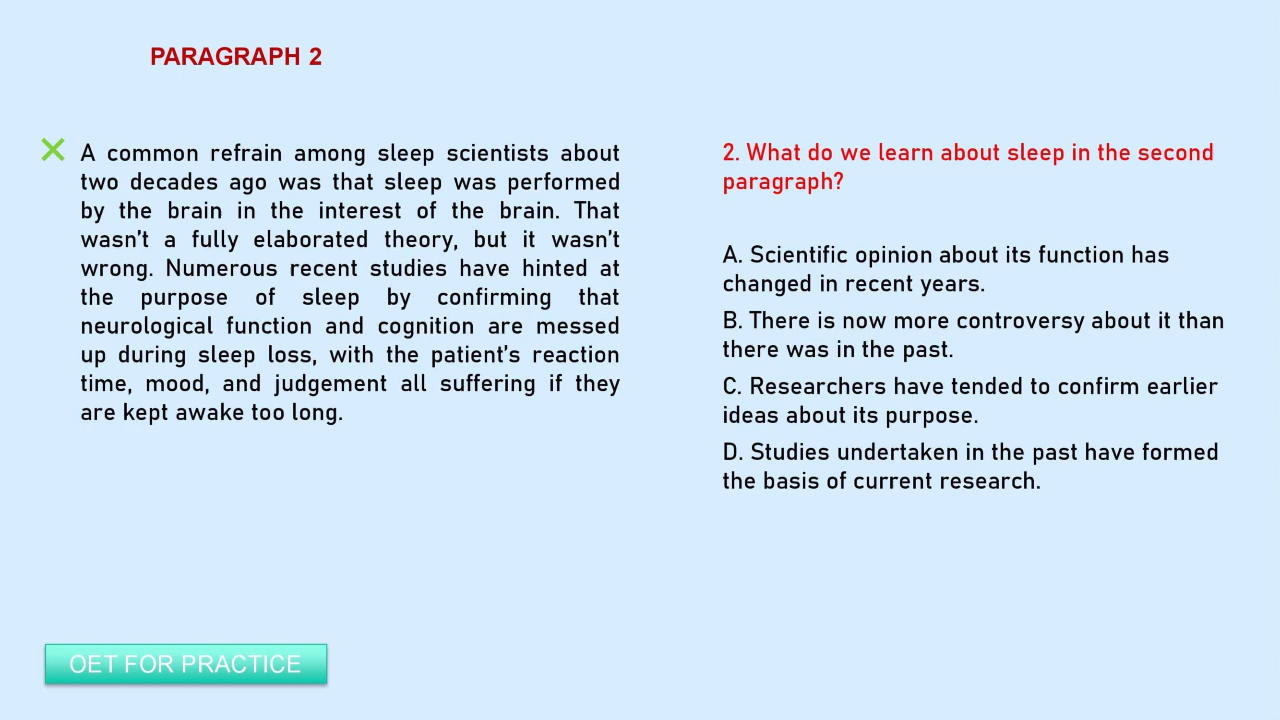 PARAGRAPH 2
A common refrain among sleep scientists about
two decades ago was that sleep was performed
by the brain in the interest of the brain. That
wasn't a fully elaborated theory, but it wasn't
wrong. Numerous recent studies have hinted at
the purpose of sleep by confirming that
neurological function and cognition are messed
up during sleep loss, with the patient's reaction
time, mood, and judgement all suffering if they
are kept awake too long.
2. What do we learn about sleep in the second
paragraph?
A. Scientific opinion about its function has
changed in recent years.
B. There is now more controversy about it than
there was in the past.
C. Researchers have tended to confirm earlier
ideas about its purpose.
D. Studies undertaken in the past have formed
the basis of current research.
OET FOR PRACTICE